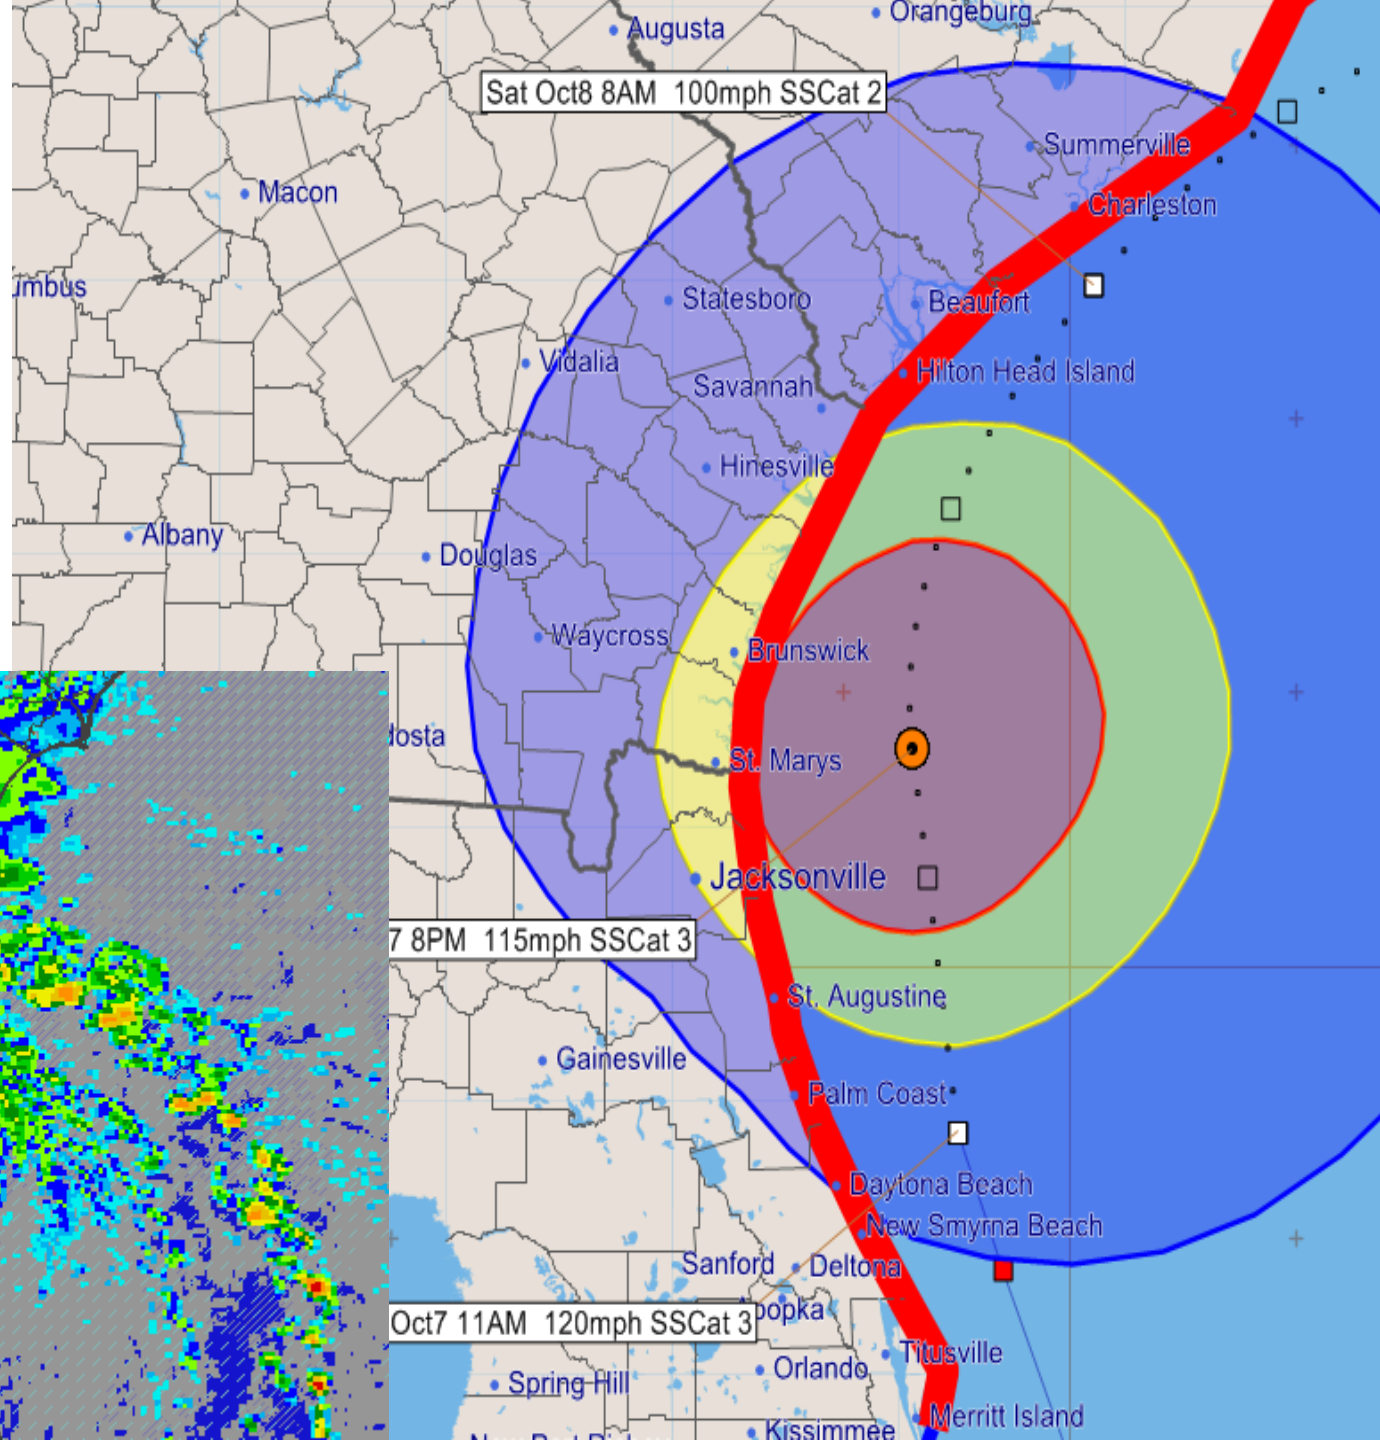 Orangeburg
Augusta
Sat Oct8 8AM 100mph SSCat 2
Summerville
Macon
Charleston
umbus
Statesboro
Beaufort
Vidalia
Hilton Head Island
Savannah
Hinesville
Albany
Douglas
Waycross
Brunswick
dosta
St. Marys
Jacksonville
7 8PM 115mph SSCat 3
St. Augustine
Gainesville
Palm Coast
Daytona Beach
New Smyrna Beach
Sanford
Deltona
Apopka
Oct7 11AM 120mph SSCat 3
Titusville
Orlando
Spring Hill
Merritt Island
Kissimmee